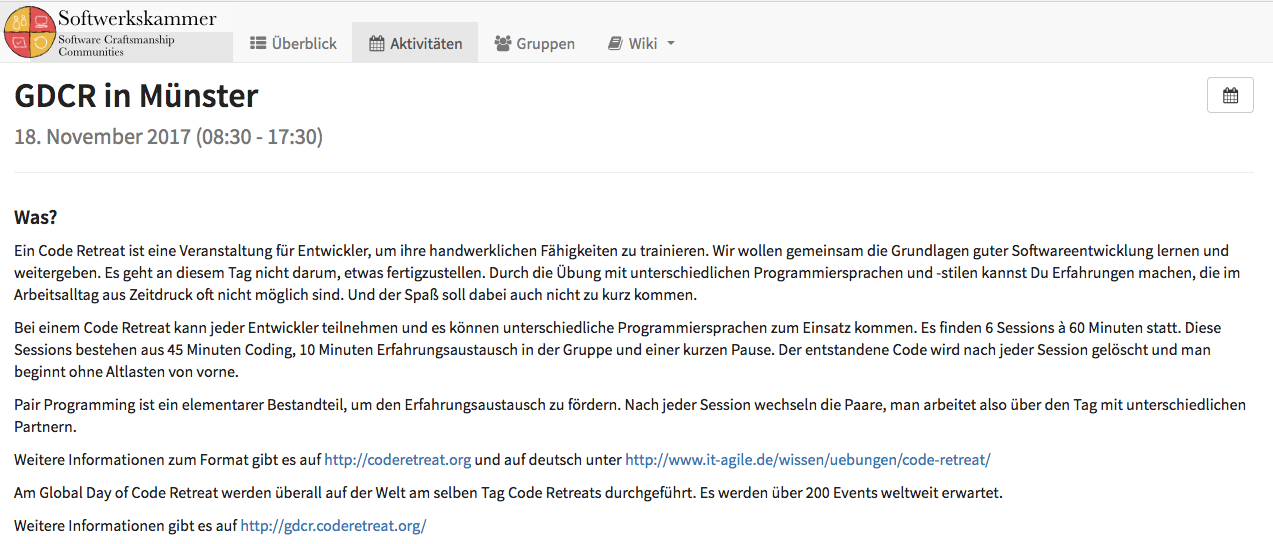 Softwerkskammer
Software Craftsmanship
Communities
Überblick
Aktivitäten
Gruppen
Wiki
GDCR in Münster
18. November 2017 (08:30 - 17:30)
Was?
Ein Code Retreat ist eine Veranstaltung für Entwickler, um ihre handwerklichen Fähigkeiten zu trainieren. Wir wollen gemeinsam die Grundlagen guter Softwareentwicklung lernen und
weitergeben. Es geht an diesem Tag nicht darum, etwas fertigzustellen. Durch die Übung mit unterschiedlichen Programmiersprachen und -stilen kannst Du Erfahrungen machen, die im
Arbeitsalltag aus Zeitdruck oft nicht möglich sind. Und der Spaß soll dabei auch nicht zu kurz kommen.
Bei einem Code Retreat kann jeder Entwickler teilnehmen und es können unterschiedliche Programmiersprachen zum Einsatz kommen. Es finden 6 Sessions à 60 Minuten statt. Diese
Sessions bestehen aus 45 Minuten Coding, 10 Minuten Erfahrungsaustausch in der Gruppe und einer kurzen Pause. Der entstandene Code wird nach jeder Session gelöscht und man
beginnt ohne Altlasten von vorne.
Pair Programming ist ein elementarer Bestandteil, um den Erfahrungsaustausch zu fördern. Nach jeder Session wechseln die Paare, man arbeitet also über den Tag mit unterschiedlichen
Partnern.
Weitere Informationen zum Format gibt es auf http://coderetreat.org und auf deutsch unter http://www.it-agile.de/wissen/uebungen/code-retreat/
Am Global Day of Code Retreat werden überall auf der Welt am selben Tag Code Retreats durchgeführt. Es werden über 200 Events weltweit erwartet.
Weitere Informationen gibt es auf http://gdcr.coderetreat.org/